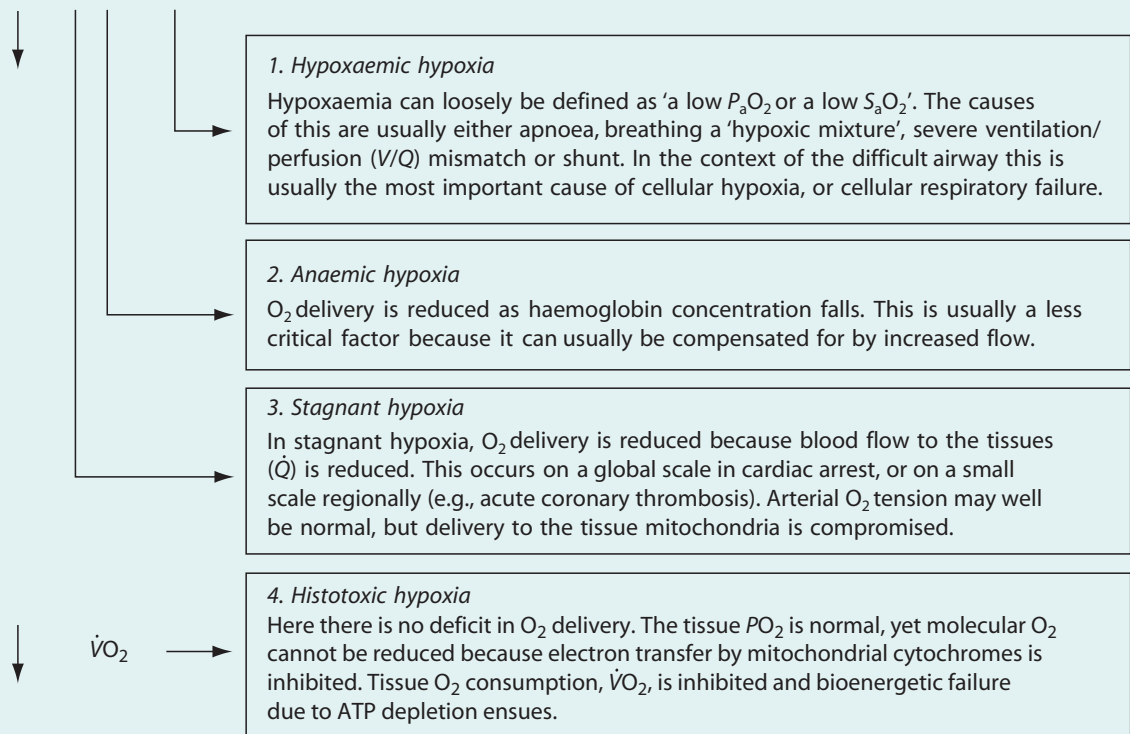 1. Hypoxaemic hypoxia
Hypoxaemia can loosely be defined as ‘a low PaO2 or a low SaO2’. The causes
of this are usually either apnoea, breathing a ‘hypoxic mixture’, severe ventilation/
perfusion (V/Q) mismatch or shunt. In the context of the difficult airway this is
usually the most important cause of cellular hypoxia, or cellular respiratory failure.
2. Anaemic hypoxia
O2 delivery is reduced as haemoglobin concentration falls. This is usually a less
critical factor because it can usually be compensated for by increased flow.
3. Stagnant hypoxia
In stagnant hypoxia, O2 delivery is reduced because blood flow to the tissues
(Q̇) is reduced. This occurs on a global scale in cardiac arrest, or on a small
scale regionally (e.g., acute coronary thrombosis). Arterial O2 tension may well
be normal, but delivery to the tissue mitochondria is compromised.
4. Histotoxic hypoxia
Here there is no deficit in O2 delivery. The tissue PO2 is normal, yet molecular O2
V̇O2
cannot be reduced because electron transfer by mitochondrial cytochromes is
inhibited. Tissue O2 consumption, V̇O2, is inhibited and bioenergetic failure
due to ATP depletion ensues.